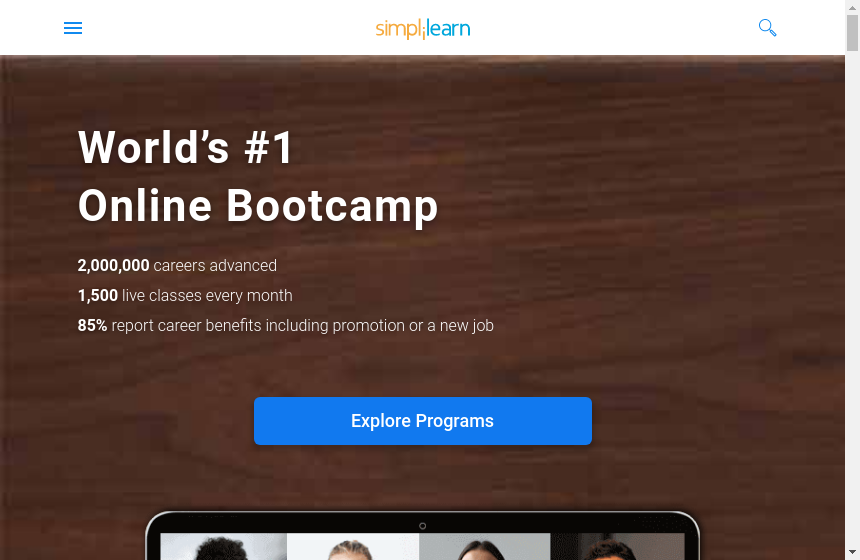 simplilearn
World's #1
Online Bootcamp
2,000,000 careers advanced
1,500 live classes every month
85% report career benefits including promotion or a new job
Explore Programs